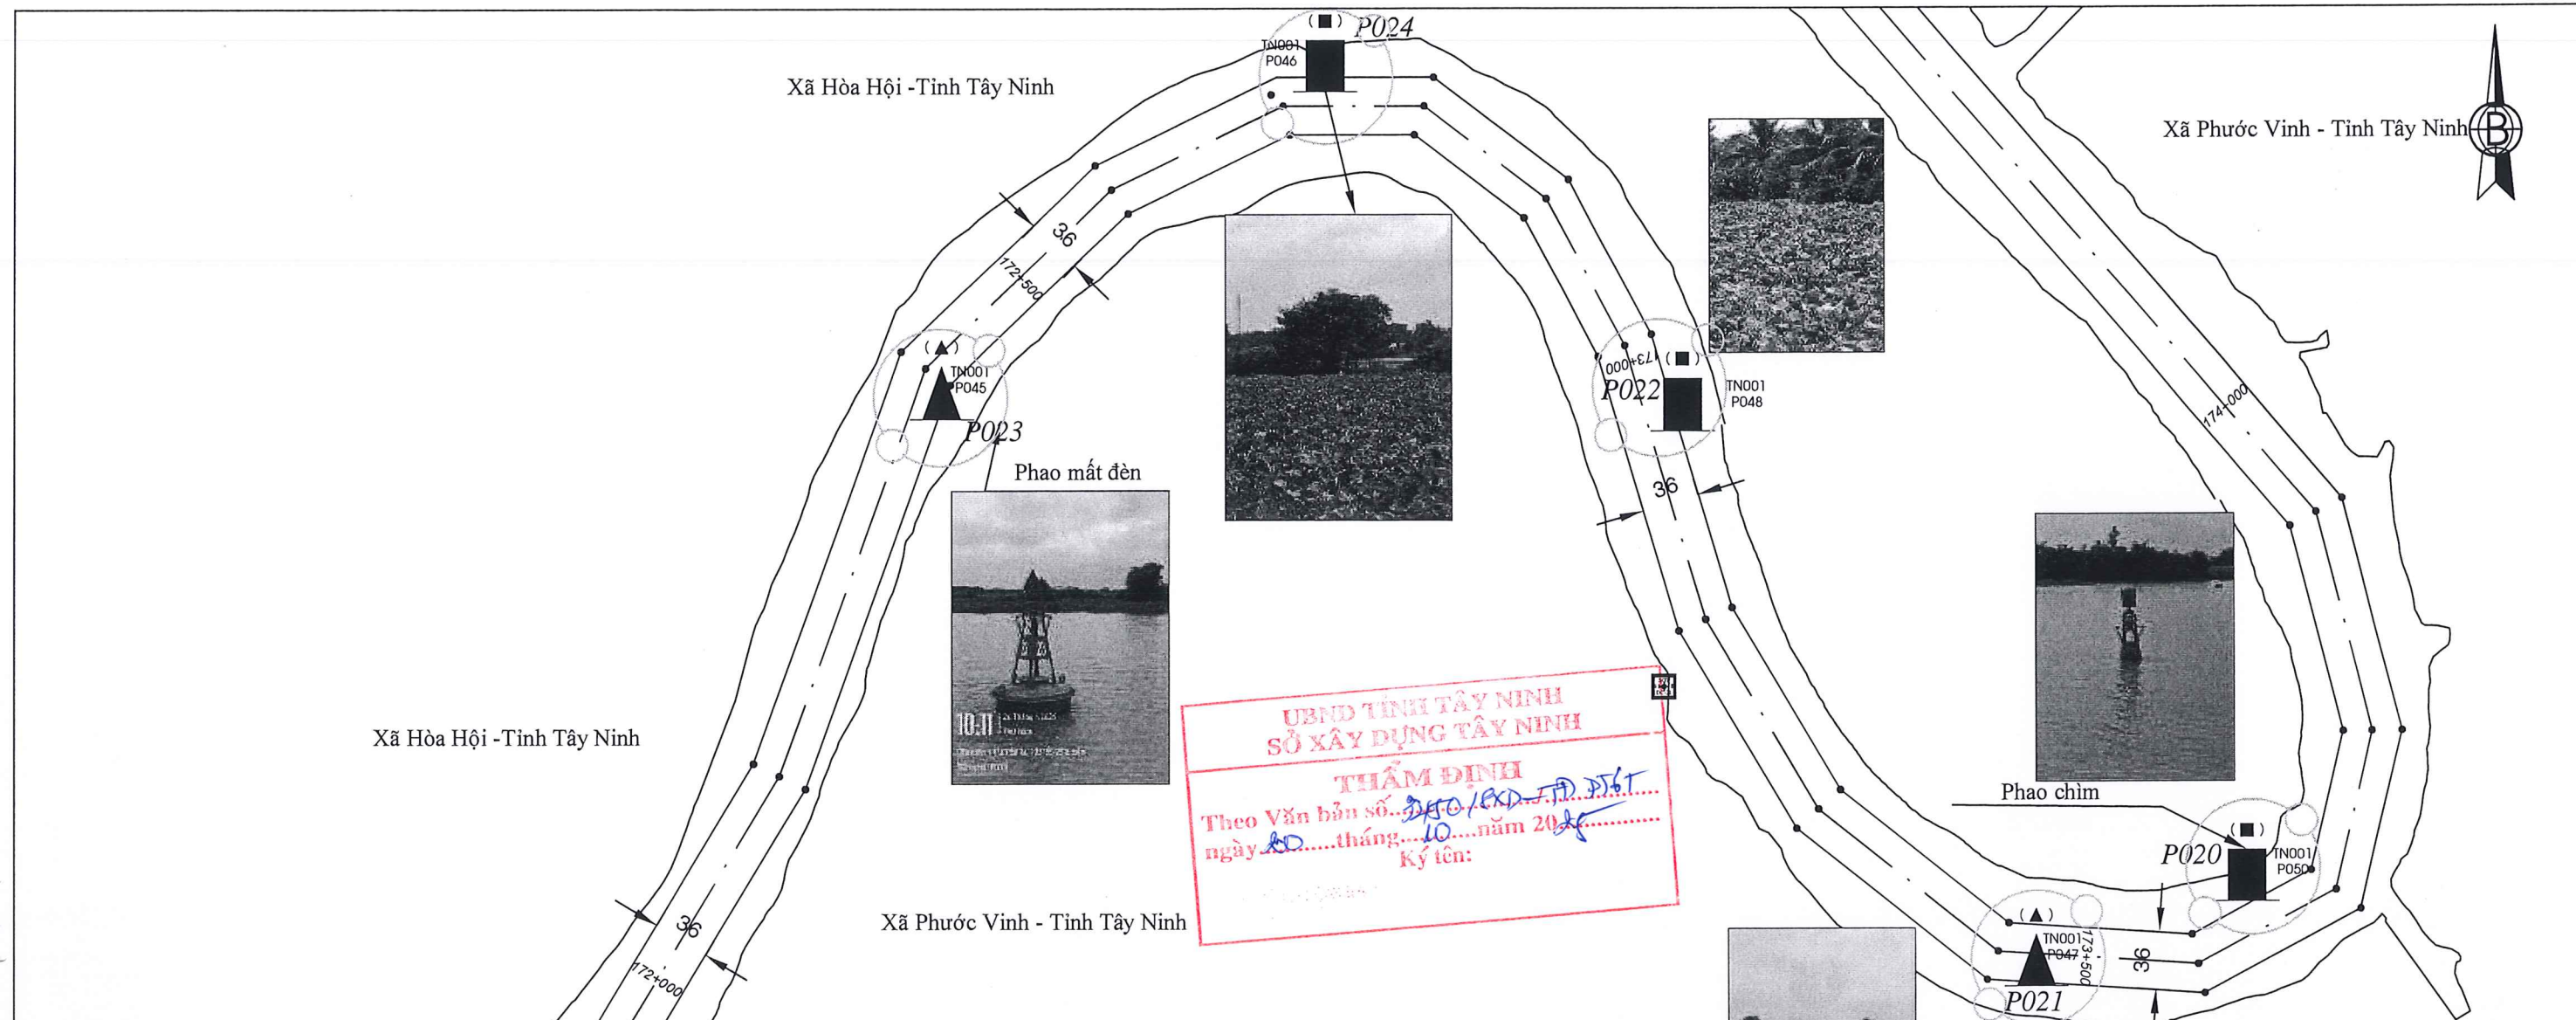 P024
TN001
P046
Xã Hòa Hội -Tỉnh Tây Ninh
Xã Phước Vinh - Tỉnh Tây Ninh
B
36
172+500
TN001
P045
P023
Phao mất đèn
10:11
173+000
P022
TN001
P048
36
174+000
Xã Hòa Hội -Tỉnh Tây Ninh
UBND TỈNH TÂY NINH
SỞ XÂY DỰNG TÂY NINH
THẨM ĐỊNH
Theo Văn bản số
ngày 20 tháng 10 năm 2025
Ký tên:
Phao chìm
P020
TN001
P050
Xã Phước Vinh - Tỉnh Tây Ninh
36
172+000
TN001
P047
173+500
36
P021